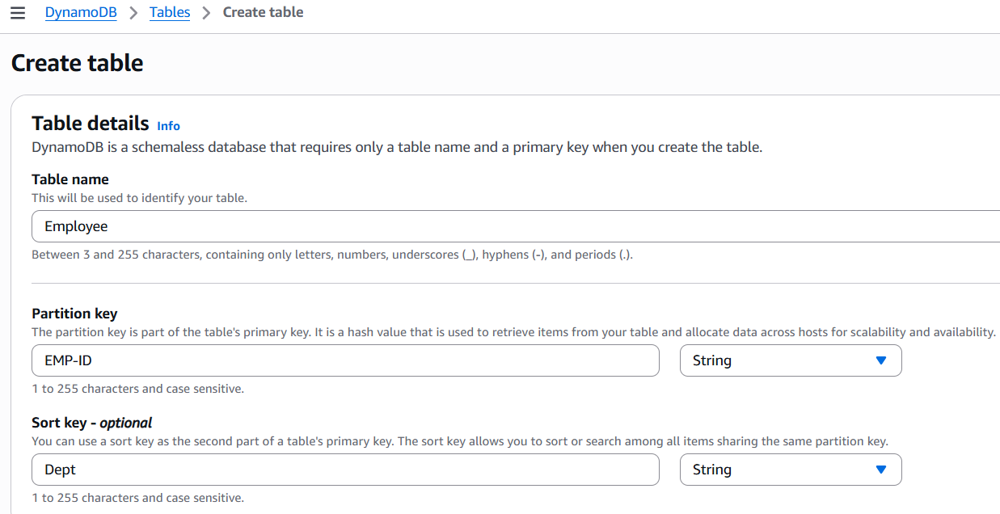 DynamoDB > Tables > Create table
Create table
Table details Info
DynamoDB is a schemaless database that requires only a table name and a primary key when you create the table.
Table name
This will be used to identify your table.
Employee
Between 3 and 255 characters, containing only letters, numbers, underscores (_), hyphens (-), and periods (.).
Partition key
The partition key is part of the table's primary key. It is a hash value that is used to retrieve items from your table and allocate data across hosts for scalability and availability.
EMP-ID String
1 to 255 characters and case sensitive.
Sort key - optional
You can use a sort key as the second part of a table's primary key. The sort key allows you to sort or search among all items sharing the same partition key.
Dept String
1 to 255 characters and case sensitive.